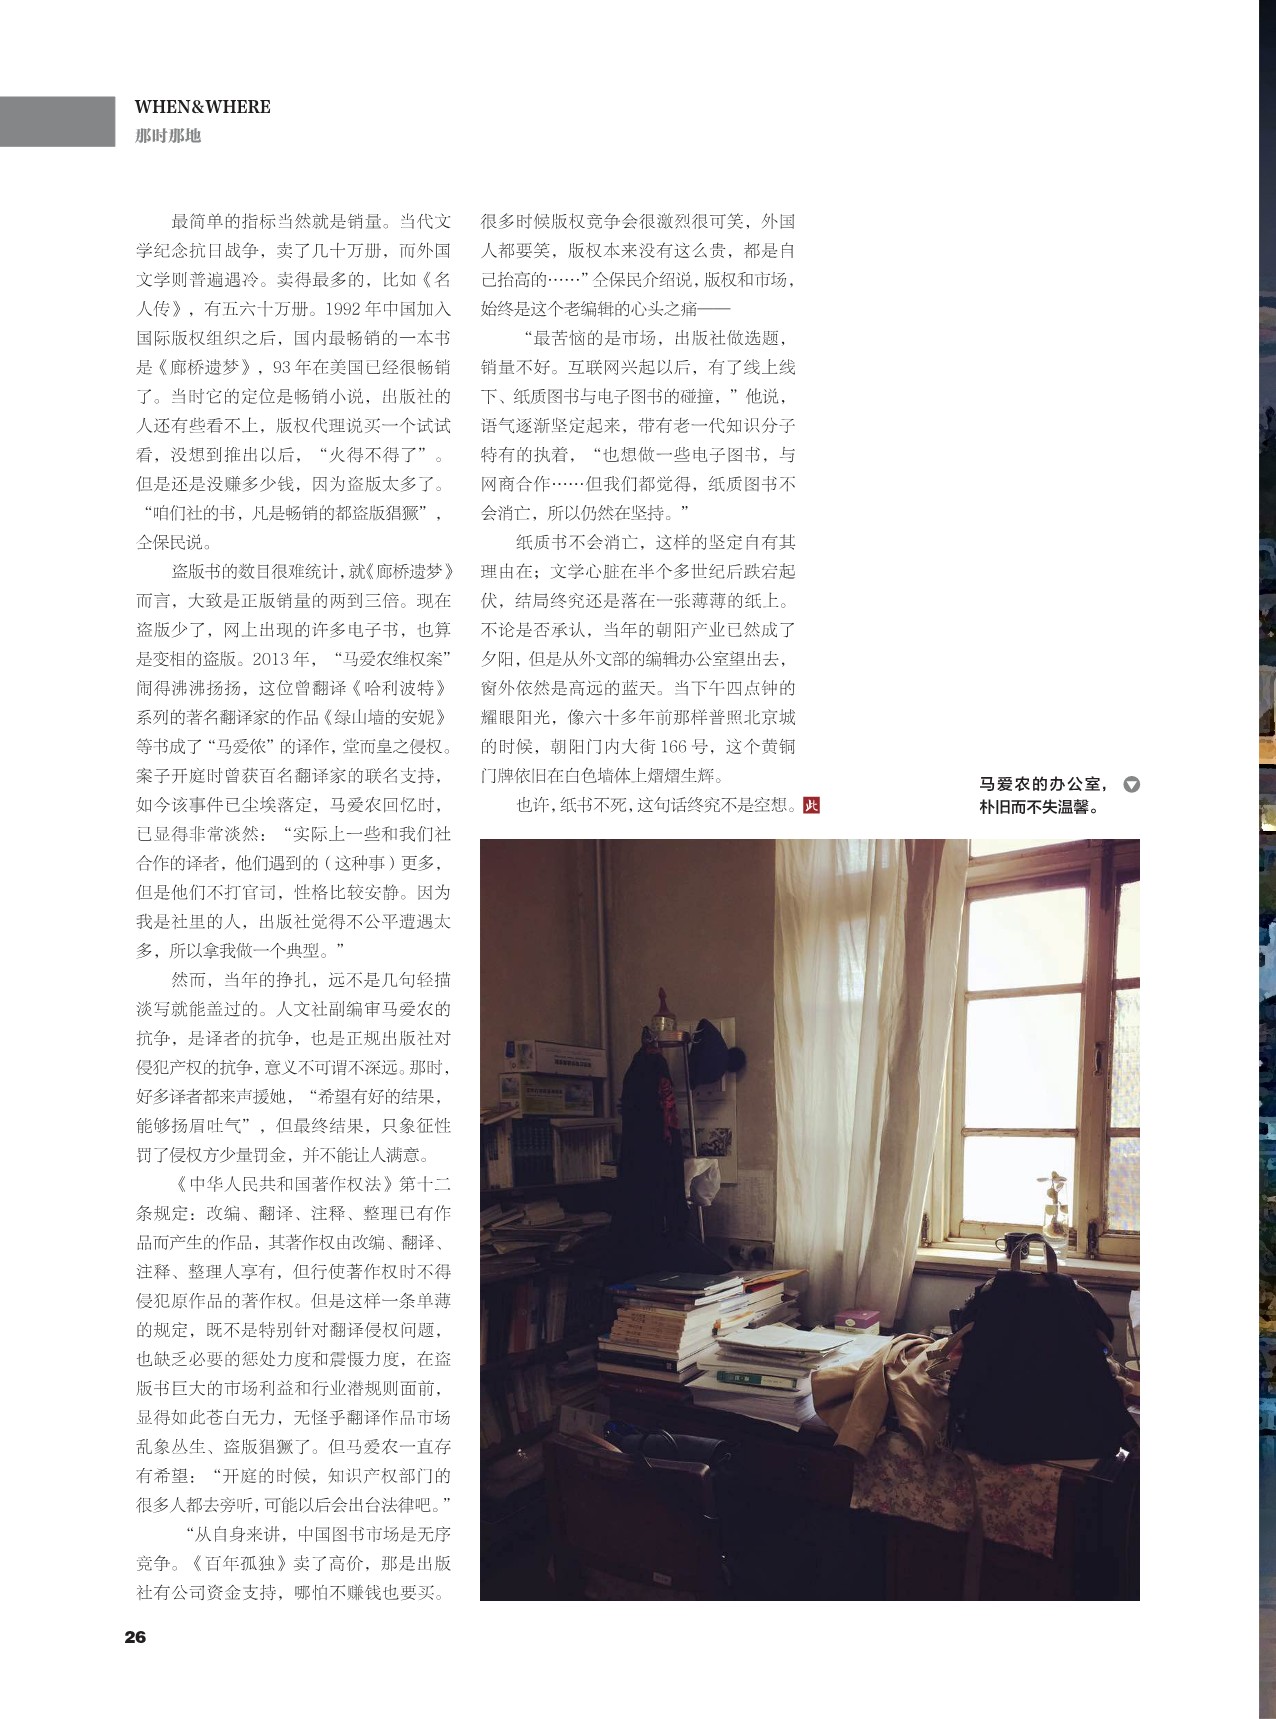 WHEN&WHERE
那时那地
最简单的指标当然就是销量。当代文
学纪念抗日战争，卖了几十万册，而外国
文学则普遍遇冷。卖得最多的，比如《名
人传》，有五六十万册。1992 年中国加入
国际版权组织之后，国内最畅销的一本书
是《廊桥遗梦》，93 年在美国已经很畅销
了。当时它的定位是畅销小说，出版社的
人还有些看不上，版权代理说买一个试试
看，没想到推出以后，“火得不得了”。
但是还是没赚多少钱，因为盗版太多了。
“咱们社的书，凡是畅销的都盗版猖獗”，
仝保民说。
盗版书的数目很难统计，就《廊桥遗梦》
而言，大致是正版销量的两到三倍。现在
盗版少了，网上出现的许多电子书，也算
是变相的盗版。2013 年，“马爱农维权案”
闹得沸沸扬扬，这位曾翻译《哈利波特》
系列的著名翻译家的作品《绿山墙的安妮》
等书成了“马爱侬”的译作，堂而皇之侵权。
案子开庭时曾获百名翻译家的联名支持，
如今该事件已尘埃落定，马爱农回忆时，
已显得非常淡然：“实际上一些和我们社
合作的译者，他们遇到的（这种事）更多，
但是他们不打官司，性格比较安静。因为
我是社里的人，出版社觉得不公平遭遇太
多，所以拿我做一个典型。”
然而，当年的挣扎，远不是几句轻描
淡写就能盖过的。人文社副编审马爱农的
抗争，是译者的抗争，也是正规出版社对
侵犯产权的抗争，意义不可谓不深远。那时，
好多译者都来声援她，“希望有好的结果，
能够扬眉吐气”，但最终结果，只象征性
罚了侵权方少量罚金，并不能让人满意。
《中华人民共和国著作权法》第十二
条规定：改编、翻译、注释、整理已有作
品而产生的作品，其著作权由改编、翻译、
注释、整理人享有，但行使著作权时不得
侵犯原作品的著作权。但是这样一条单薄
的规定，既不是特别针对翻译侵权问题，
也缺乏必要的惩处力度和震慑力度，在盗
版书巨大的市场利益和行业潜规则面前，
显得如此苍白无力，无怪乎翻译作品市场
乱象丛生、盗版猖獗了。但马爱农一直存
有希望：“开庭的时候，知识产权部门的
很多人都去旁听，可能以后会出台法律吧。”
“从自身来讲，中国图书市场是无序
竞争。《百年孤独》卖了高价，那是出版
社有公司资金支持，哪怕不赚钱也要买。
很多时候版权竞争会很激烈很可笑，外国
人都要笑，版权本来没有这么贵，都是自
己抬高的……”仝保民介绍说，版权和市场，
始终是这个老编辑的心头之痛——
“最苦恼的是市场，出版社做选题，
销量不好。互联网兴起以后，有了线上线
下、纸质图书与电子图书的碰撞，”他说，
语气逐渐坚定起来，带有老一代知识分子
特有的执着，“也想做一些电子图书，与
网商合作……但我们都觉得，纸质图书不
会消亡，所以仍然在坚持。”
纸质书不会消亡，这样的坚定自有其
理由在；文学心脏在半个多世纪后跌宕起
伏，结局终究还是落在一张薄薄的纸上。
不论是否承认，当年的朝阳产业已然成了
夕阳，但是从外文部的编辑办公室望出去，
窗外依然是高远的蓝天。当下午四点钟的
耀眼阳光，像六十多年前那样普照北京城
的时候，朝阳门内大街 166 号，这个黄铜
门牌依旧在白色墙体上熠熠生辉。
也许，纸书不死，这句话终究不是空想。此
马爱农的办公室，
朴旧而不失温馨。
26